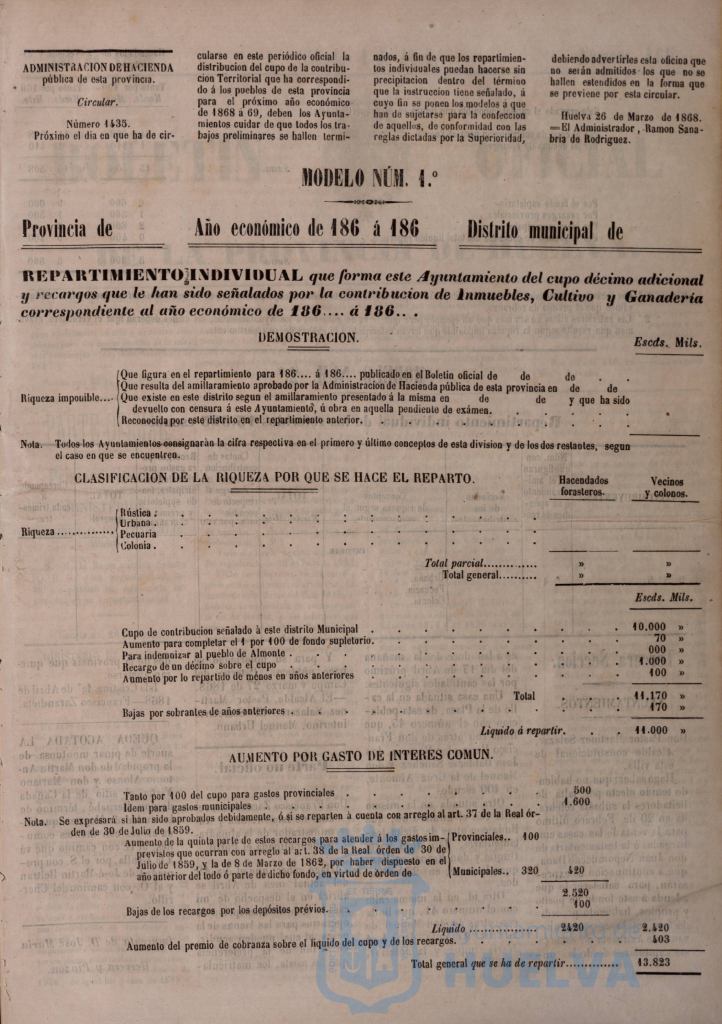 ADMINISTRACION DE HACIENDA
pública de esta provincia.
Circular.
Número 1435.
Próximo el dia en que ha de cir-
cularse en este periódico oficial la
distribucion del cupo de la contribu-
cion Territorial que ha correspondi-
do á los pueblos de esta provincia
para el próximo año económico
de 1868 á 69, deben los Ayunta-
mientos cuidar de que todos los tra-
bajos preliminares se hallen termi-
nados, á fin de que los repartimien-
tos individuales puedan hacerse sin
precipitacion dentro del término
que la instruccion tiene señalado, á
cuyo fin se ponen los modelos á que
han de sujetarse para la confeccion
de aquellos, de conformidad con las
reglas dictadas por la Superioridad,
debiendo advertirles esta oficina que
no serán admitidos los que no se
hallen estendidos en la forma que
se previene por esta circular.
Huelva 26 de Marzo de 1868.
=El Administrador, Ramon Sana-
bria de Rodriguez.
MODELO NÚM. 1.°
Provincia de Año económico de 186 á 186 Distrito municipal de
REPARTIMIENTO INDIVIDUAL que forma este Ayuntamiento del cupo décimo adicional
y recargos que le han sido señalados por la contribucion de Inmuebles, Cultivo y Ganadería
correspondiente al año económico de 186.... á 186.. .
DEMOSTRACION.
Escds. Mils.
Riqueza imponible....
Que figura en el repartimiento para 186.... á 186.... publicado en el Boletin oficial de de de .
Que resulta del amillaramiento aprobado por la Administracion de Hacienda pública de esta provincia en de de
Que existe en este distrito segun el amillaramiento presentado á la misma en de de y que ha sido
devuelto con censura á este Ayuntamiento, ú obra en aquella pendiente de exámen. . . . . .
Reconocida por este distrito en el repartimiento anterior. . . . . . . . .
Nota. Todos los Ayuntamientos consignarán la cifra respectiva en el primero y último conceptos de esta division y de los dos restantes, segun
el caso en que se encuentren.
CLASIFICACION DE LA RIQUEZA POR QUE SE HACE EL REPARTO.
Hacendados
forasteros.
Vecinos
y colonos.
Riqueza ..............
Rústica . . . . . . . . . . .
Urbana . . . . . . . . . . .
Pecuaria . . . . . . . . . .
Colonia . . . . . . . . . . .
Total parcial.............. » »
Total general.......... » »
Escds. Mils.
Cupo de contribucion señalado á este distrito Municipal . . . . . . . . 10.000 »
Aumento para completar el 1 por 100 de fondo supletorio. . . . . . . . 70 »
Para indemnizar al pueblo de Almonte . . . . . . . . . 000 »
Recargo de un décimo sobre el cupo . . . . . . . . . 1.000 »
Aumento por lo repartido de ménos en años anteriores . . . . . . . . 100 »
Total . . . 11,170 »
Bajas por sobrantes de años anteriores . . . . . . . . . 170 »
Liquido á repartir. . . 11.000 »
AUMENTO POR GASTO DE INTERES COMUN.
Tanto por 100 del cupo para gastos provinciales . . . . . . . 500
Idem para gastos municipales . . . . . . . . . 1.600
Nota. Se expresará si han sido aprobados debidamente, ó si se reparten á cuenta con arreglo al art. 37 de la Real ór-
den de 30 de Julio de 1859.
Aumento de la quinta parte de estos recargos para atender á los gastos im-
previstos que ocurran con arreglo al art. 38 de la Real órden de 30 de
Julio de 1859, y la de 8 de Marzo de 1862, por haber dispuesto en el
año anterior del todo ó parte de dicho fondo, en virtud de órden de
Provinciales.. 100
Municipales.. 320 420
2.520
Bajas de los recargos por los depósitos prévios. . . . . . . . 100
Liquido .................. 2420 2.420
Aumento del premio de cobranza sobre el líquido del cupo y de los recargos. . . . . . . 403
Total general que se ha de repartir.............. 13.823
HUELVA